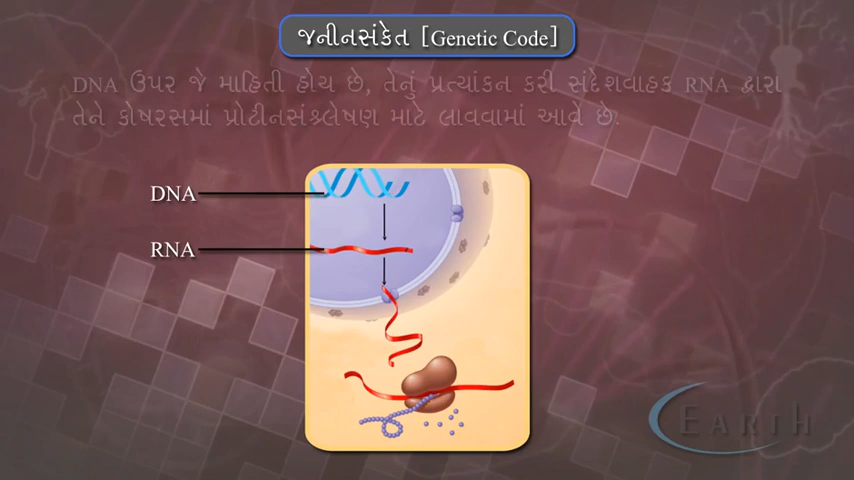 જનીનસંકેત [Genetic Code]
DNA ઉપર જે માહિતી હોય છે, તેનું પ્રત્યાંકન કરી સંદેશવાહક RNA દ્વારા
તેને કોષરસમાં પ્રોટીનસંશ્લેષણ માટે લાવવામાં આવે છે.
DNA
RNA
EARTH